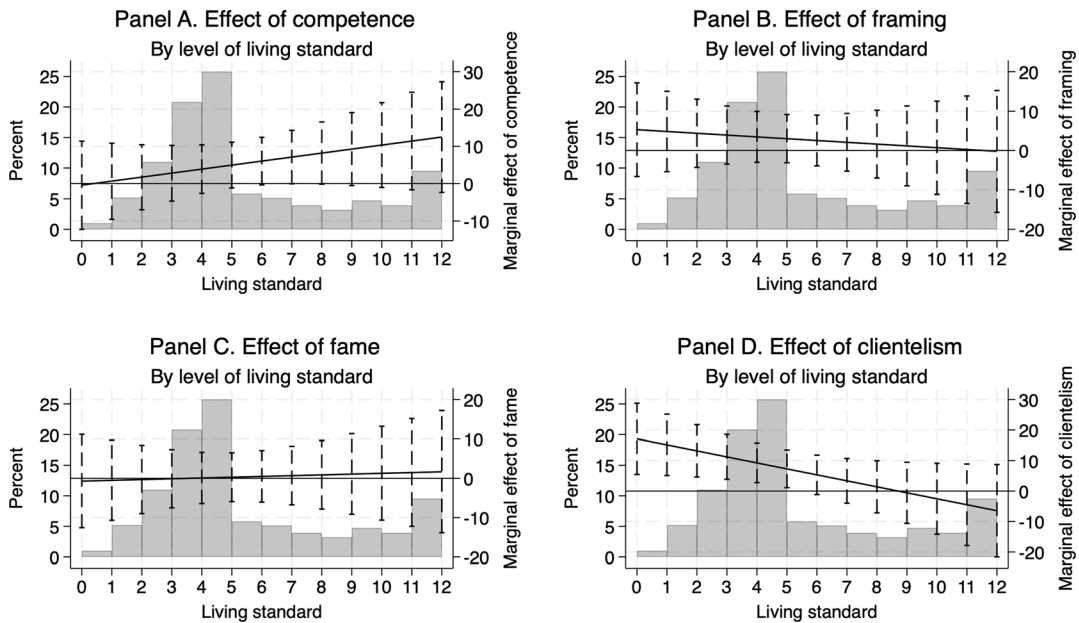 Panel A. Effect of competence
By level of living standard
Percent
25
20
15
10
5
0
30
20
10
0
-10
Marginal effect of competence
0 1 2 3 4 5 6 7 8 9 10 11 12
Living standard
Panel B. Effect of framing
By level of living standard
Percent
25
20
15
10
5
0
20
10
0
-10
-20
Marginal effect of framing
0 1 2 3 4 5 6 7 8 9 10 11 12
Living standard
Panel C. Effect of fame
By level of living standard
Percent
25
20
15
10
5
0
20
10
0
-10
-20
Marginal effect of fame
0 1 2 3 4 5 6 7 8 9 10 11 12
Living standard
Panel D. Effect of clientelism
By level of living standard
Percent
25
20
15
10
5
0
30
20
10
0
-10
-20
Marginal effect of clientelism
0 1 2 3 4 5 6 7 8 9 10 11 12
Living standard